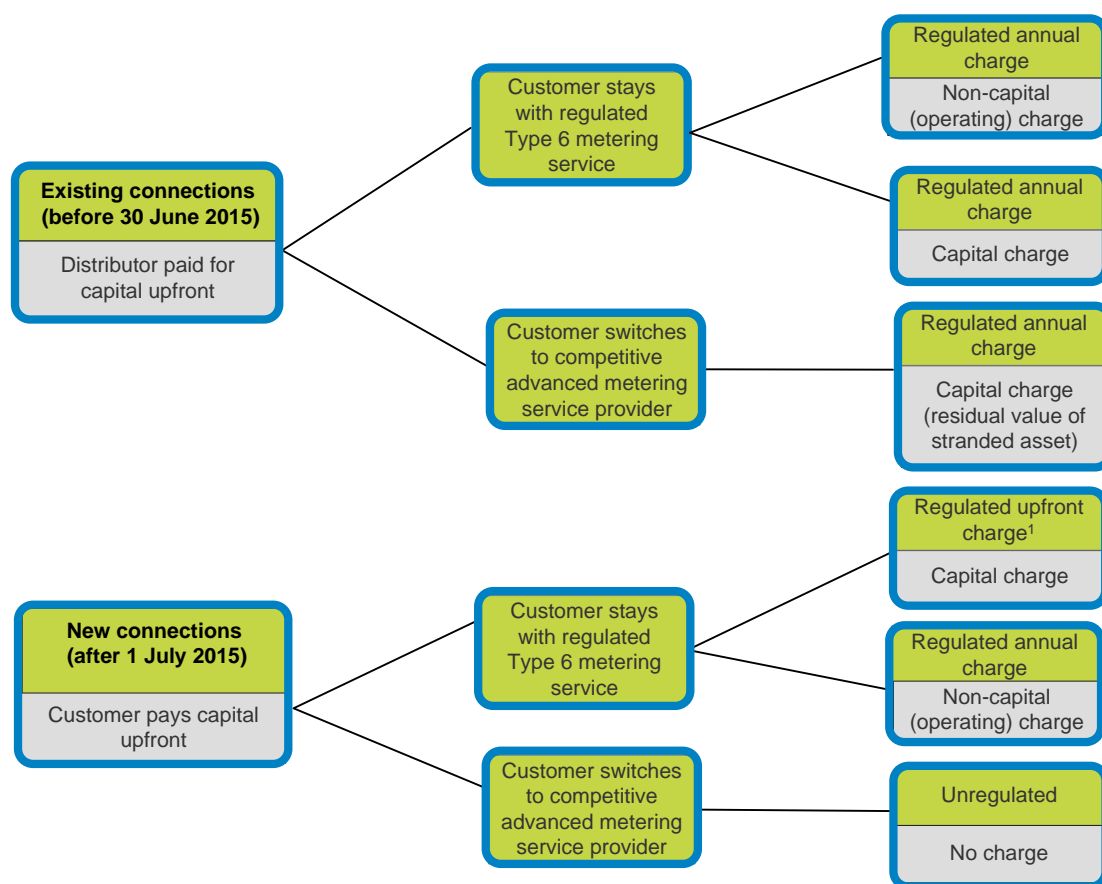 Existing connections
(before 30 June 2015)
Distributor paid for
capital upfront
Customer stays
with regulated
Type 6 metering
service
Regulated annual
charge
Non-capital
(operating) charge
Regulated annual
charge
Capital charge
Customer switches
to competitive
advanced metering
service provider
Regulated annual
charge
Capital charge
(residual value of
stranded asset)
New connections
(after 1 July 2015)
Customer pays capital
upfront
Customer stays
with regulated
Type 6 metering
service
Regulated upfront
charge¹
Capital charge
Regulated annual
charge
Non-capital
(operating) charge
Customer switches
to competitive
advanced metering
service provider
Unregulated
No charge